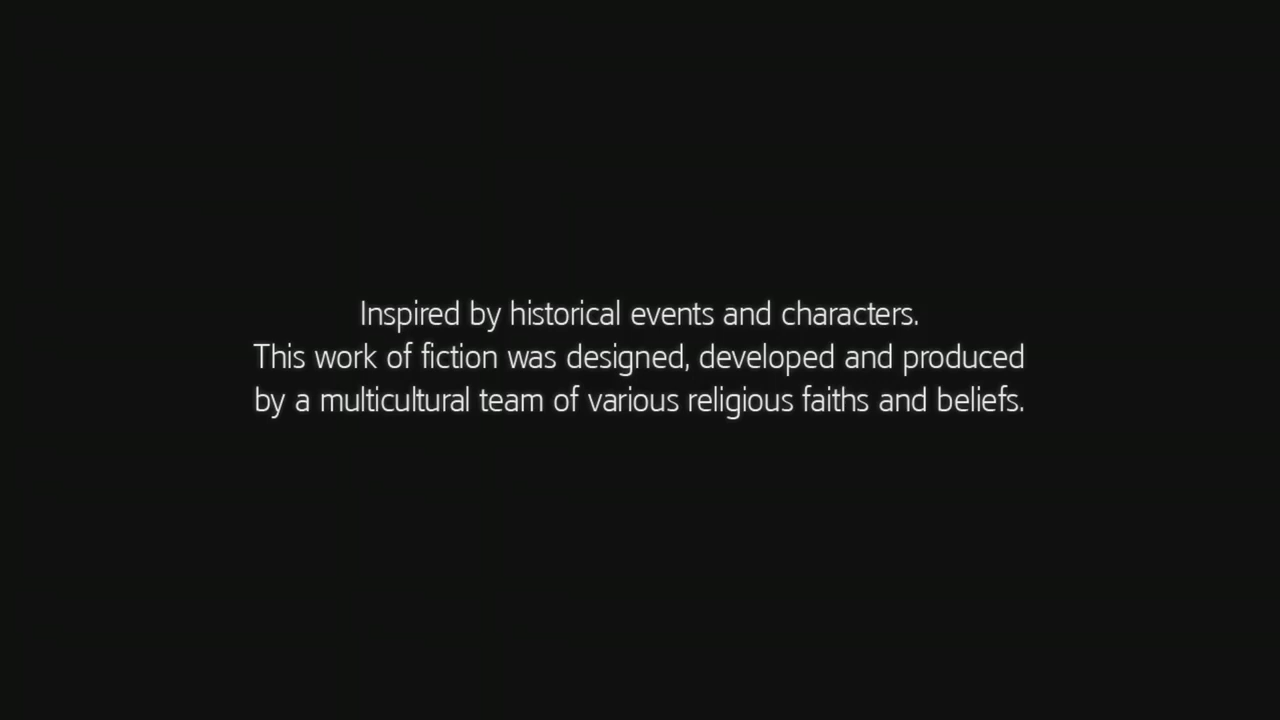 Inspired by historical events and characters.
This work of fiction was designed, developed and produced
by a multicultural team of various religious faiths and beliefs.